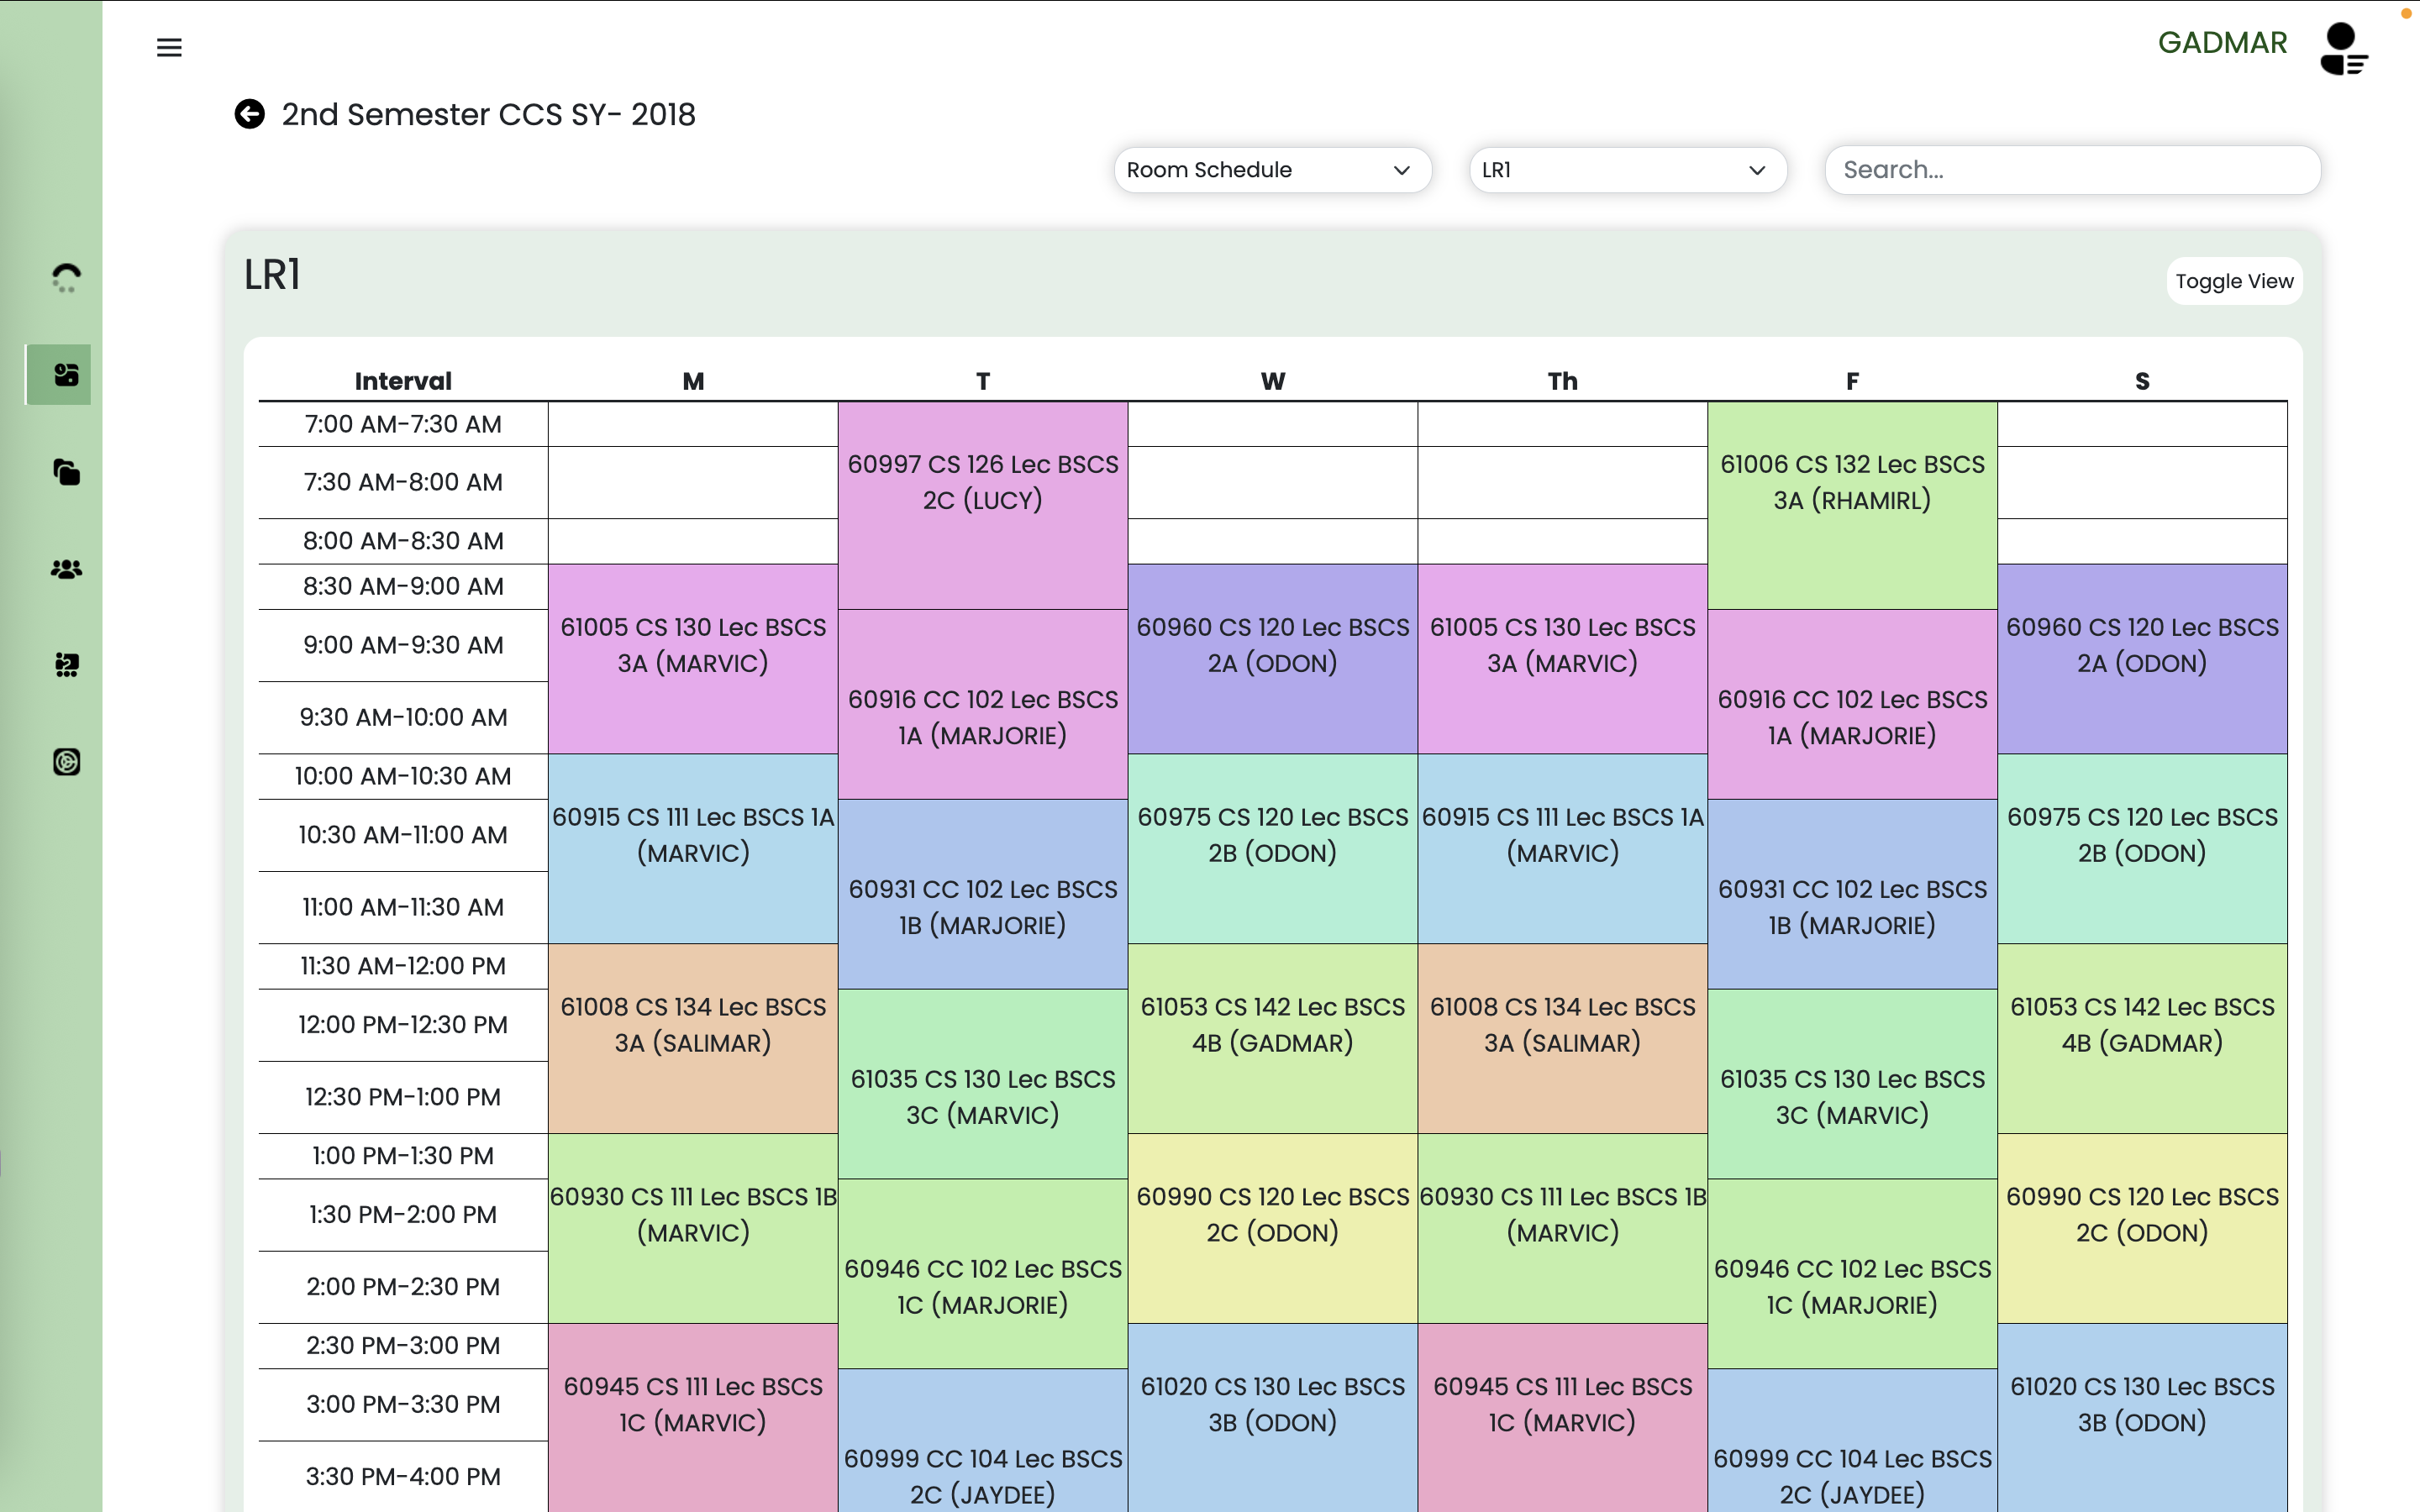 GADMAR
2nd Semester CCS SY- 2018
Room Schedule
LR1
Search...
LR1
Toggle View
Interval M T W Th F S
7:00 AM-7:30 AM
60997 CS 126 Lec BSCS
2C (LUCY)
61006 CS 132 Lec BSCS
3A (RHAMIRL)
7:30 AM-8:00 AM
8:00 AM-8:30 AM
8:30 AM-9:00 AM
61005 CS 130 Lec BSCS
3A (MARVIC)
60960 CS 120 Lec BSCS
2A (ODON)
61005 CS 130 Lec BSCS
3A (MARVIC)
60960 CS 120 Lec BSCS
2A (ODON)
9:00 AM-9:30 AM
60916 CC 102 Lec BSCS
1A (MARJORIE)
60916 CC 102 Lec BSCS
1A (MARJORIE)
9:30 AM-10:00 AM
10:00 AM-10:30 AM
60915 CS 111 Lec BSCS 1A
(MARVIC)
60975 CS 120 Lec BSCS
2B (ODON)
60915 CS 111 Lec BSCS 1A
(MARVIC)
60975 CS 120 Lec BSCS
2B (ODON)
10:30 AM-11:00 AM
60931 CC 102 Lec BSCS
1B (MARJORIE)
60931 CC 102 Lec BSCS
1B (MARJORIE)
11:00 AM-11:30 AM
11:30 AM-12:00 PM
61008 CS 134 Lec BSCS
3A (SALIMAR)
61053 CS 142 Lec BSCS
4B (GADMAR)
61008 CS 134 Lec BSCS
3A (SALIMAR)
61053 CS 142 Lec BSCS
4B (GADMAR)
12:00 PM-12:30 PM
61035 CS 130 Lec BSCS
3C (MARVIC)
61035 CS 130 Lec BSCS
3C (MARVIC)
12:30 PM-1:00 PM
1:00 PM-1:30 PM
60930 CS 111 Lec BSCS 1B
(MARVIC)
60990 CS 120 Lec BSCS
2C (ODON)
60930 CS 111 Lec BSCS 1B
(MARVIC)
60990 CS 120 Lec BSCS
2C (ODON)
1:30 PM-2:00 PM
60946 CC 102 Lec BSCS
1C (MARJORIE)
60946 CC 102 Lec BSCS
1C (MARJORIE)
2:00 PM-2:30 PM
2:30 PM-3:00 PM
60945 CS 111 Lec BSCS
1C (MARVIC)
61020 CS 130 Lec BSCS
3B (ODON)
60945 CS 111 Lec BSCS
1C (MARVIC)
61020 CS 130 Lec BSCS
3B (ODON)
3:00 PM-3:30 PM
60999 CC 104 Lec BSCS
2C (JAYDEE)
60999 CC 104 Lec BSCS
2C (JAYDEE)
3:30 PM-4:00 PM